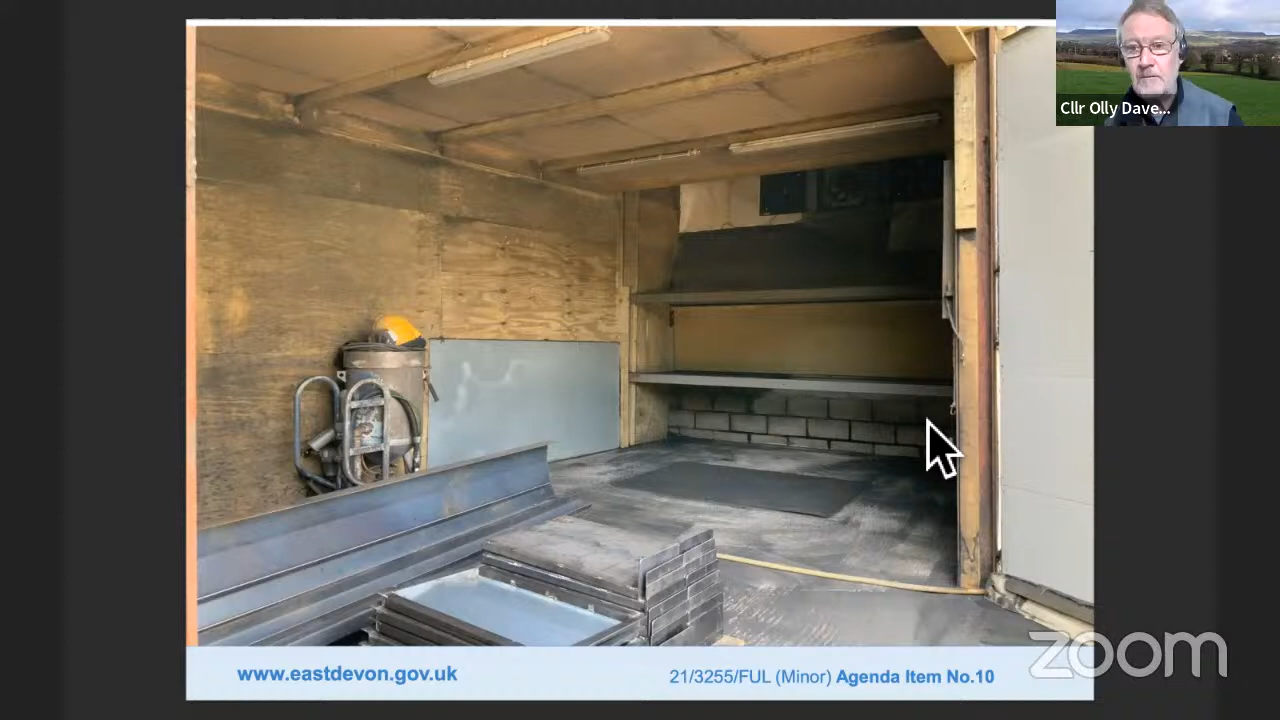 Cllr Olly Dave...
www.eastdevon.gov.uk
21/3255/FUL (Minor) Agenda Item No.10
zoom